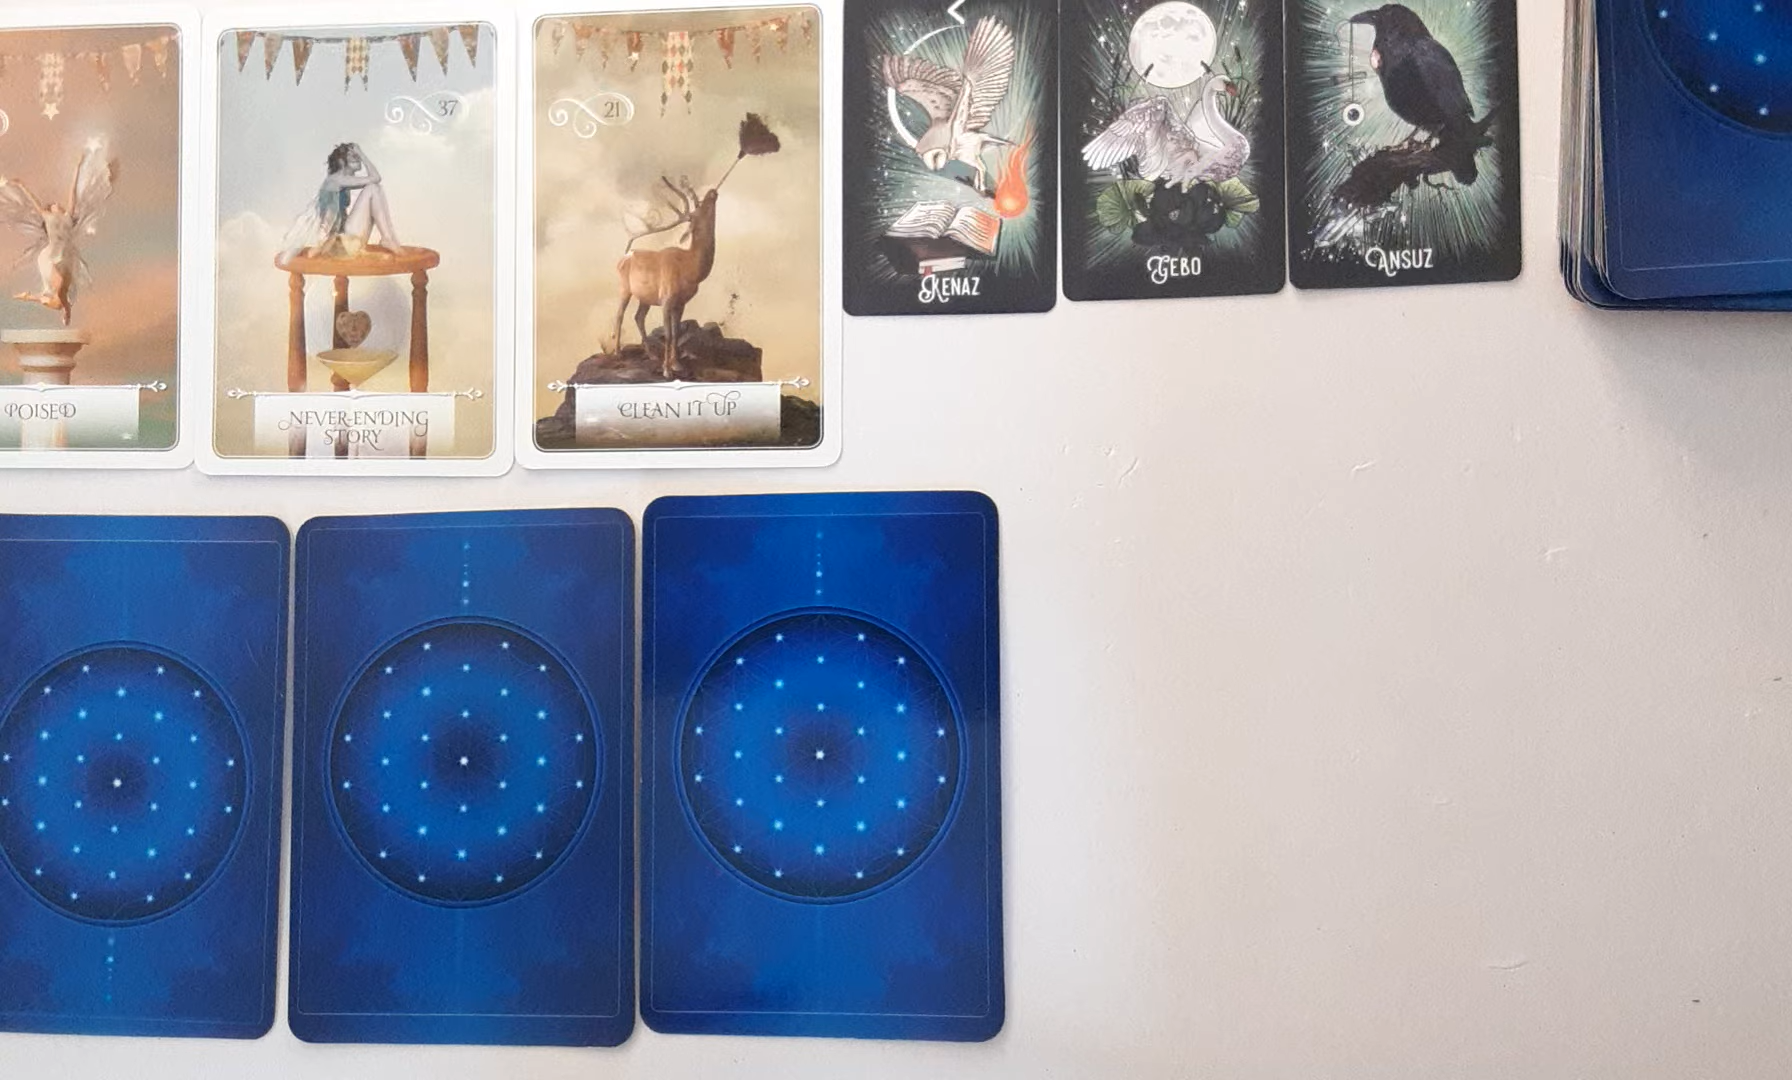 37
21
POISED
NEVER-ENDING
STORY
CLEAN IT UP
KENAZ
GEBO
ANSUZ